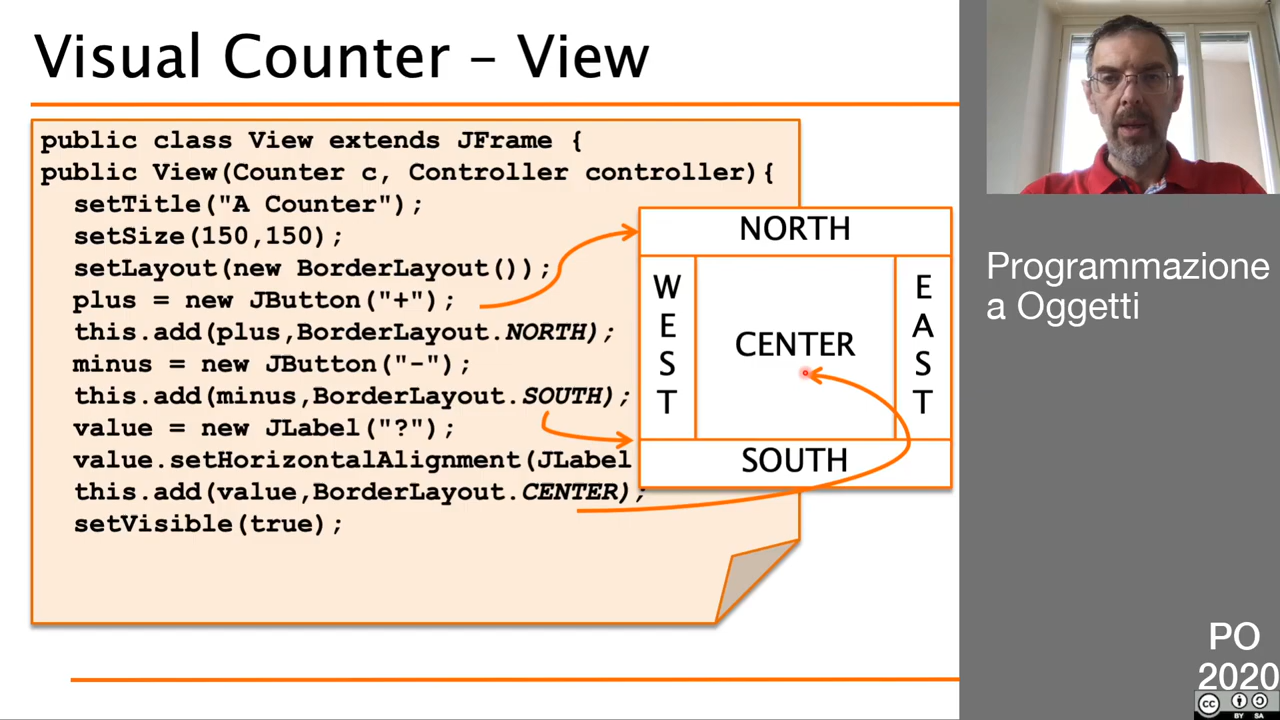 Visual Counter – View
public class View extends JFrame {
public View(Counter c, Controller controller){
setTitle("A Counter");
setSize(150,150);
setLayout(new BorderLayout());
plus = new JButton("+");
this.add(plus,BorderLayout.NORTH);
minus = new JButton("-");
this.add(minus,BorderLayout.SOUTH);
value = new JLabel("?");
value.setHorizontalAlignment(JLabel
this.add(value,BorderLayout.CENTER);
setVisible(true);
NORTH
WEST
CENTER
EAST
SOUTH
Programmazione
a Oggetti
PO
2020
cc
BY SA